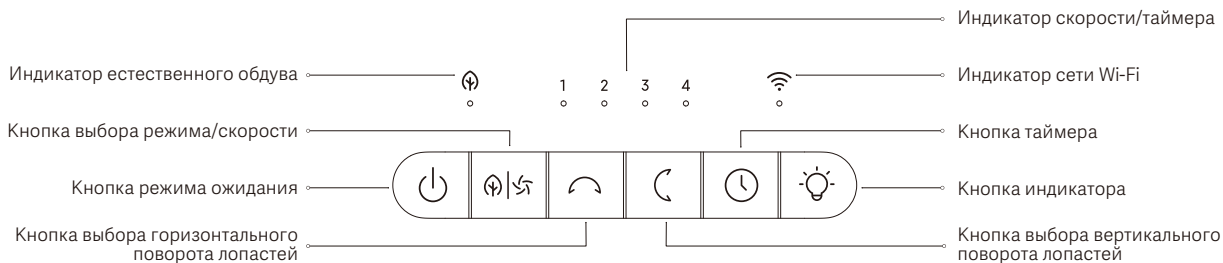 Индикатор скорости/таймера
Индикатор естественного обдува
1 2 3 4
Индикатор сети Wi-Fi
Кнопка выбора режима/скорости
Кнопка таймера
Кнопка режима ожидания
Кнопка индикатора
Кнопка выбора горизонтального
поворота лопастей
Кнопка выбора вертикального
поворота лопастей